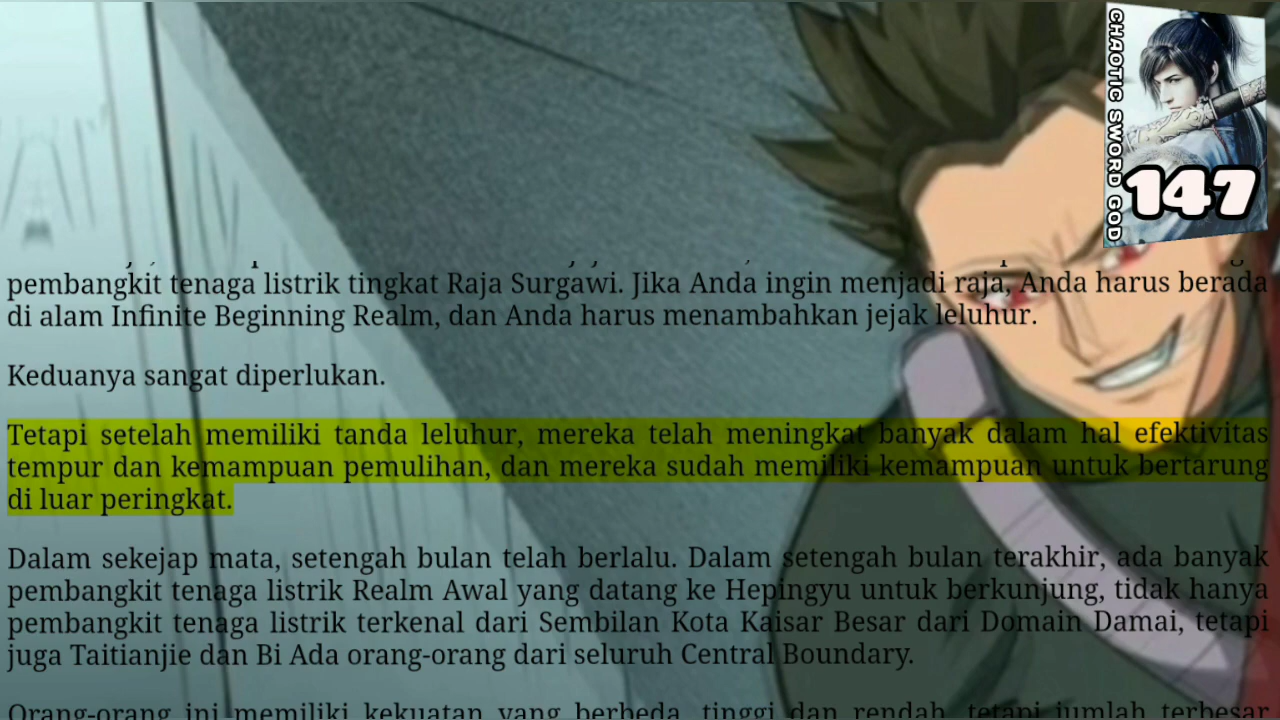 CHAOTIC SWORD GOD
147
pembangkit tenaga listrik tingkat Raja Surgawi. Jika Anda ingin menjadi raja, Anda harus berada
di alam Infinite Beginning Realm, dan Anda harus menambahkan jejak leluhur.
Keduanya sangat diperlukan.
Tetapi setelah memiliki tanda leluhur, mereka telah meningkat banyak dalam hal efektivitas
tempur dan kemampuan pemulihan, dan mereka sudah memiliki kemampuan untuk bertarung
di luar peringkat.
Dalam sekejap mata, setengah bulan telah berlalu. Dalam setengah bulan terakhir, ada banyak
pembangkit tenaga listrik Realm Awal yang datang ke Hepingyu untuk berkunjung, tidak hanya
pembangkit tenaga listrik terkenal dari Sembilan Kota Kaisar Besar dari Domain Damai, tetapi
juga Taitianjie dan Bi Ada orang-orang dari seluruh Central Boundary.
Orang-orang ini memiliki kekuatan yang berbeda, tinggi dan rendah, tetapi jumlah terbesar